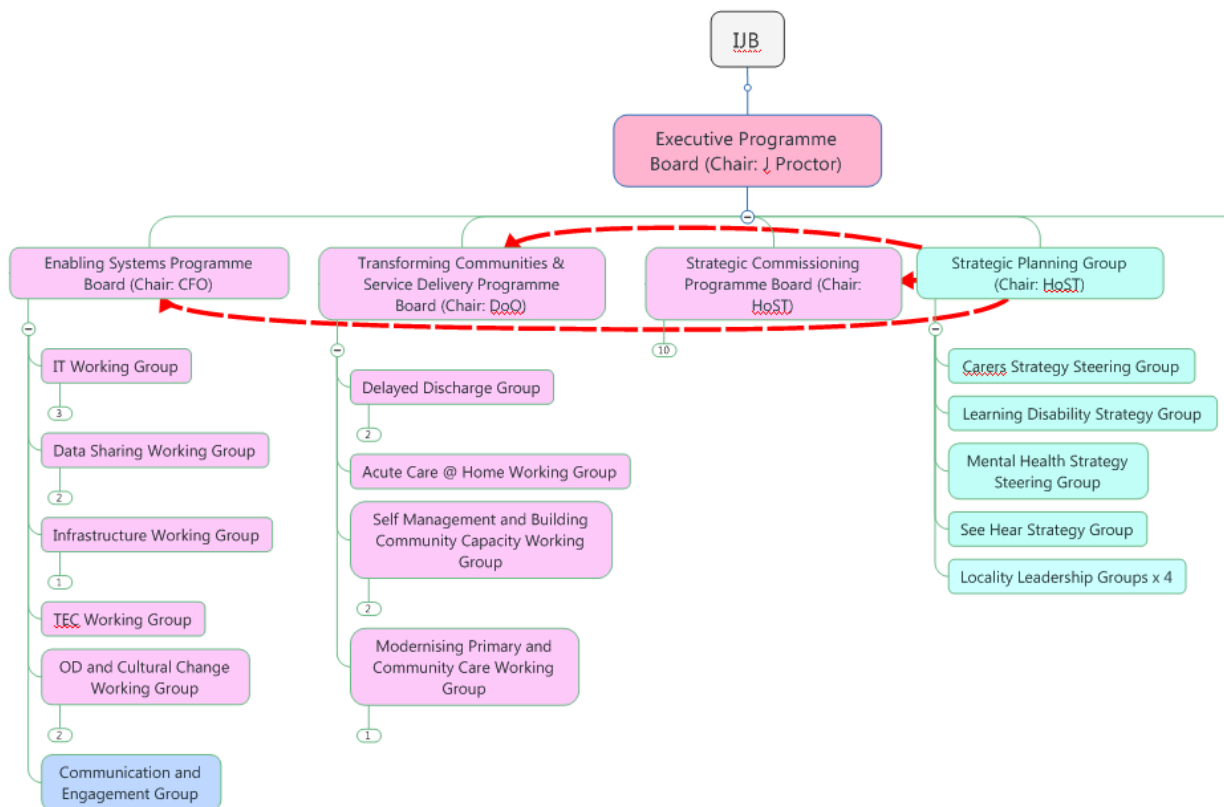 IJB
Executive Programme
Board (Chair: J Proctor)
Enabling Systems Programme
Board (Chair: CFO)
Transforming Communities &
Service Delivery Programme
Board (Chair: DoO)
Strategic Commissioning
Programme Board (Chair:
HoST)
Strategic Planning Group
(Chair: HoST)
IT Working Group
3
Data Sharing Working Group
2
Infrastructure Working Group
1
TEC Working Group
OD and Cultural Change
Working Group
2
Communication and
Engagement Group
Delayed Discharge Group
2
Acute Care @ Home Working Group
Self Management and Building
Community Capacity Working
Group
2
Modernising Primary and
Community Care Working
Group
1
10
Carers Strategy Steering Group
Learning Disability Strategy Group
Mental Health Strategy
Steering Group
See Hear Strategy Group
Locality Leadership Groups x 4